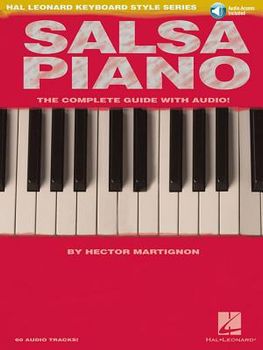 HAL LEONARD KEYBOARD STYLE SERIES
Audio Access Included
SALSA
PIANO
THE COMPLETE GUIDE WITH AUDIO!
BY HECTOR MARTIGNON
60 AUDIO TRACKS!
HAL•LEONARD®